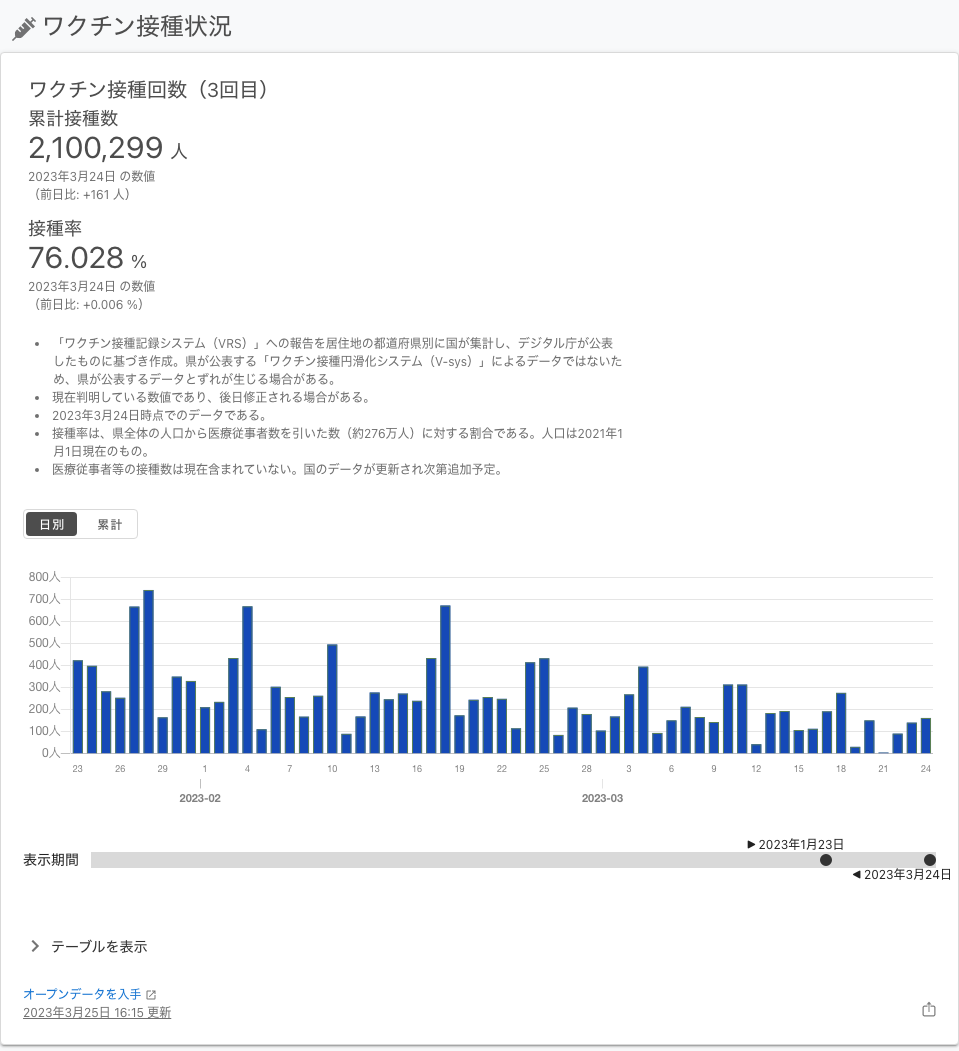 ワクチン接種状況
ワクチン接種回数（3回目）
累計接種数
2,100,299 人
2023年3月24日 の数値
（前日比: +161 人）
接種率
76.028 %
2023年3月24日 の数値
（前日比: +0.006 %）
• 「ワクチン接種記録システム（VRS）」への報告を居住地の都道府県別に国が集計し、デジタル庁が公表
したものに基づき作成。県が公表する「ワクチン接種円滑化システム（V-sys）」によるデータではないた
め、県が公表するデータとずれが生じる場合がある。
• 現在判明している数値であり、後日修正される場合がある。
• 2023年3月24日時点でのデータである。
• 接種率は、県全体の人口から医療従事者数を引いた数（約276万人）に対する割合である。人口は2021年1
月1日現在のもの。
• 医療従事者等の接種数は現在含まれていない。国のデータが更新され次第追加予定。
日別 累計
800人
700人
600人
500人
400人
300人
200人
100人
0人
23 26 29 1 4 7 10 13 16 19 22 25 28 3 6 9 12 15 18 21 24
2023-02 2023-03
▶ 2023年1月23日
表示期間
◀ 2023年3月24日
テーブルを表示
オープンデータを入手
2023年3月25日 16:15 更新